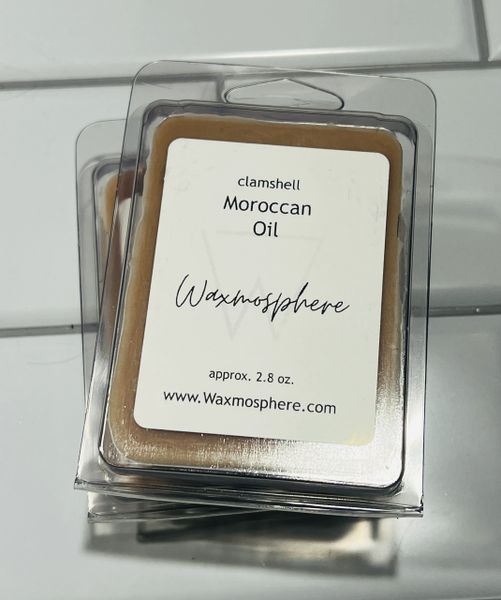 clamshell
Moroccan
Oil
Waxmosphere
approx. 2.8 oz.
www.Waxmosphere.com